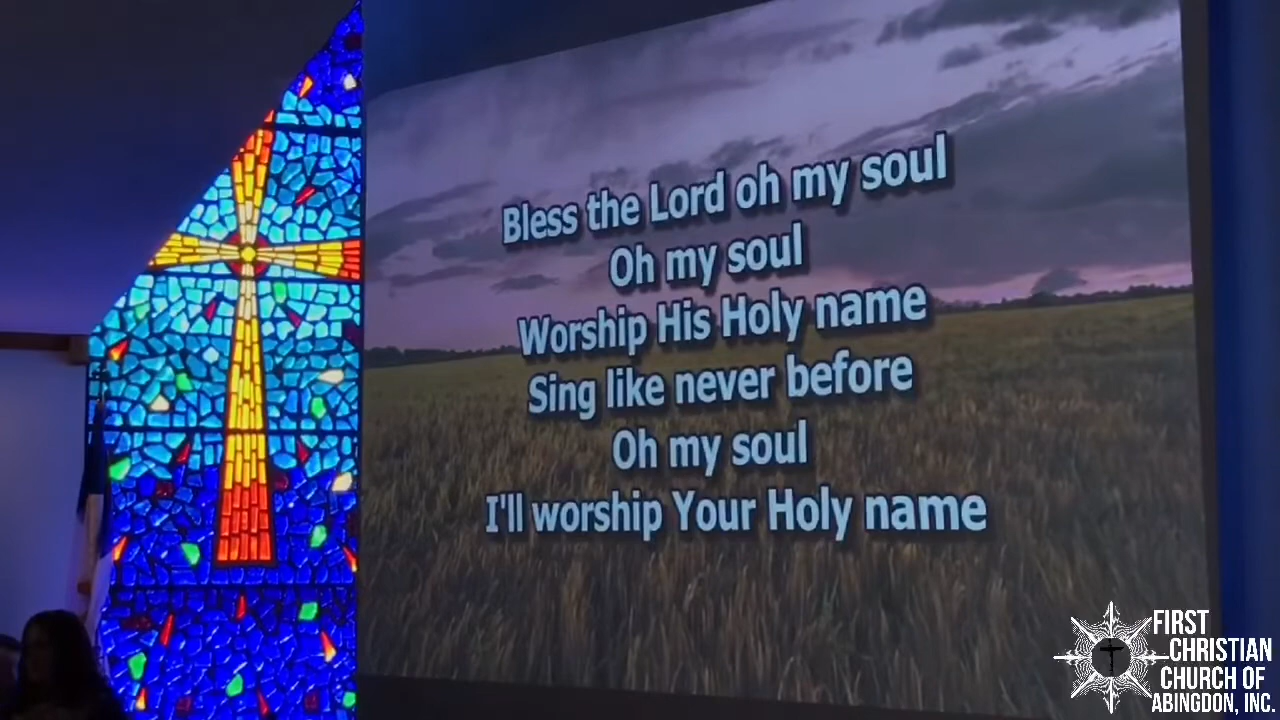 Bless the Lord oh my soul
Oh my soul
Worship His Holy name
Sing like never before
Oh my soul
I'll worship Your Holy name
FIRST
CHRISTIAN
CHURCH OF
ABINGDON, INC.